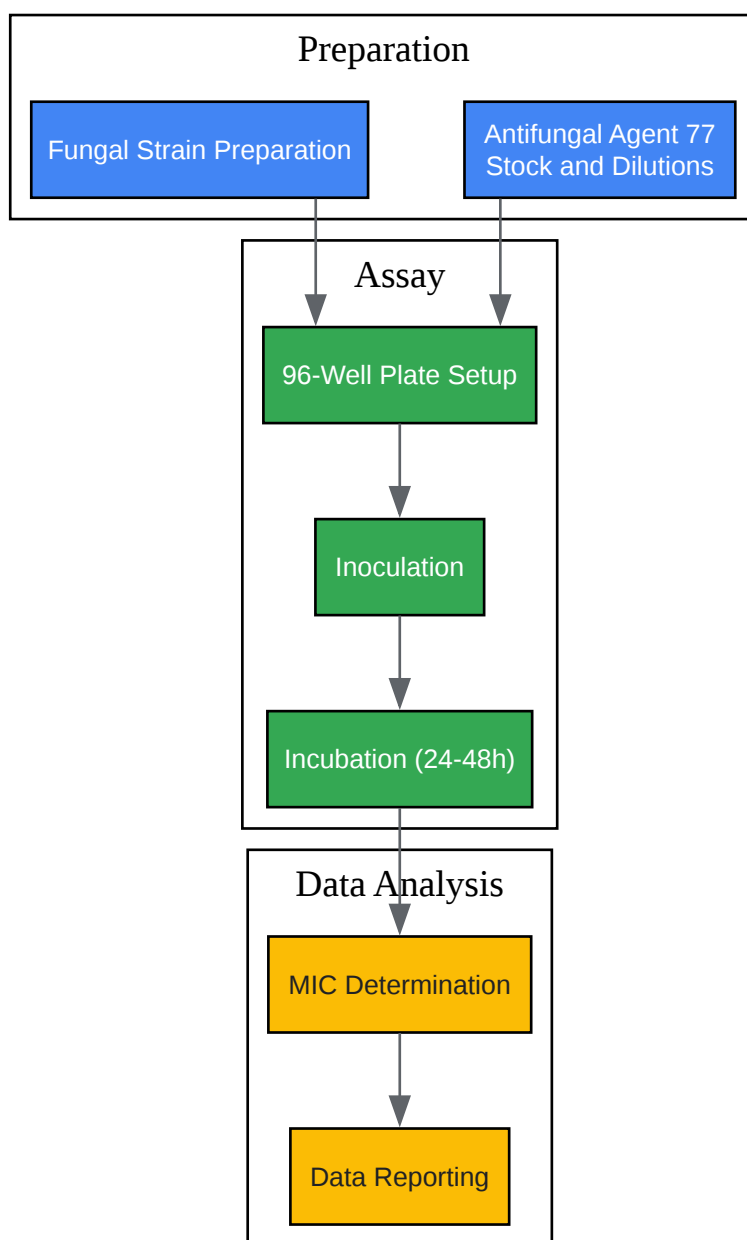 Preparation
Fungal Strain Preparation
Antifungal Agent 77
Stock and Dilutions
Assay
96-Well Plate Setup
Inoculation
Incubation (24-48h)
Data Analysis
MIC Determination
Data Reporting